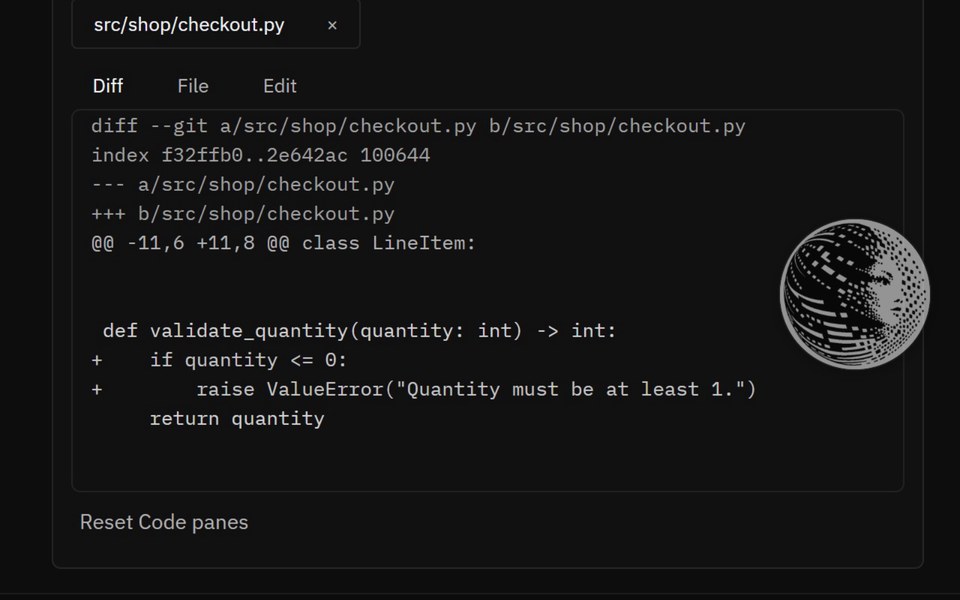 src/shop/checkout.py ×
Diff File Edit
diff --git a/src/shop/checkout.py b/src/shop/checkout.py
index f32ffb0..2e642ac 100644
--- a/src/shop/checkout.py
+++ b/src/shop/checkout.py
@@ -11,6 +11,8 @@ class LineItem:
 def validate_quantity(quantity: int) -> int:
+    if quantity <= 0:
+        raise ValueError("Quantity must be at least 1.")
     return quantity
Reset Code panes